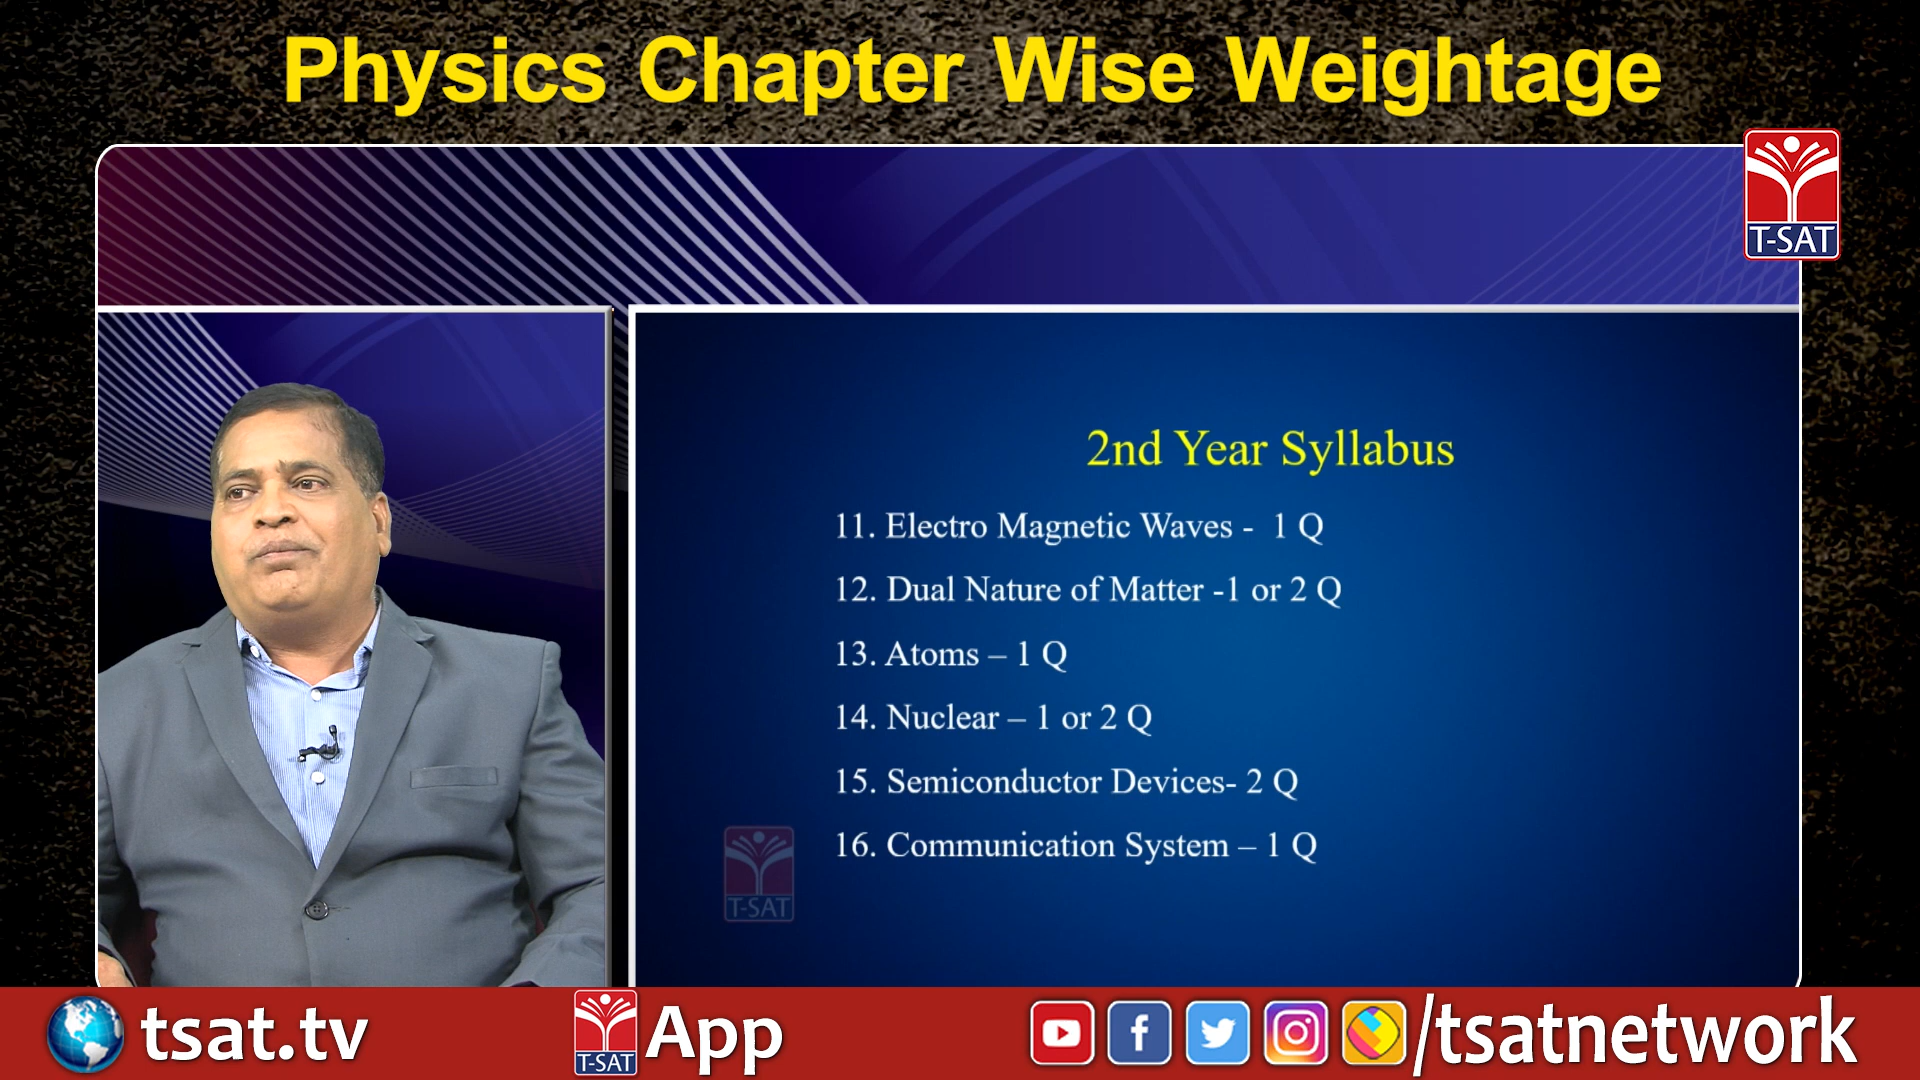 Physics Chapter Wise Weightage
T-SAT
2nd Year Syllabus
11. Electro Magnetic Waves - 1 Q
12. Dual Nature of Matter -1 or 2 Q
13. Atoms – 1 Q
14. Nuclear – 1 or 2 Q
15. Semiconductor Devices- 2 Q
16. Communication System – 1 Q
T-SAT
tsat.tv
T-SAT
App
/tsatnetwork